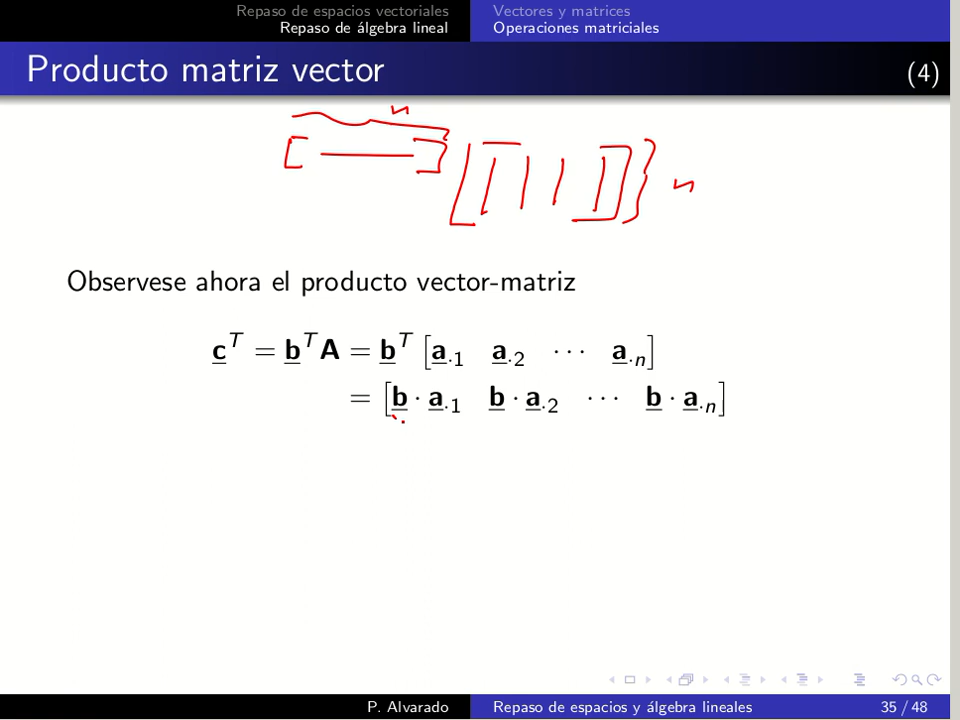 Repaso de espacios vectoriales
Repaso de álgebra lineal
Vectores y matrices
Operaciones matriciales
Producto matriz vector (4)
n
n
Observese ahora el producto vector-matriz
c^T = b^T A = b^T [a_{·1} a_{·2} ⋯ a_{·n}]
= [b · a_{·1} b · a_{·2} ⋯ b · a_{·n}]
P. Alvarado Repaso de espacios y álgebra lineales 35 / 48